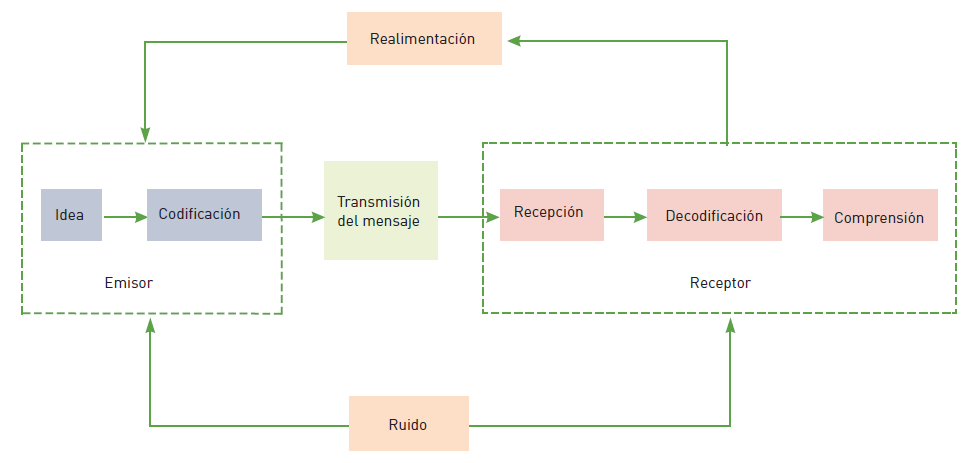 Realimentación
Idea
Codificación
Emisor
Transmisión
del mensaje
Recepción
Decodificación
Comprensión
Receptor
Ruido